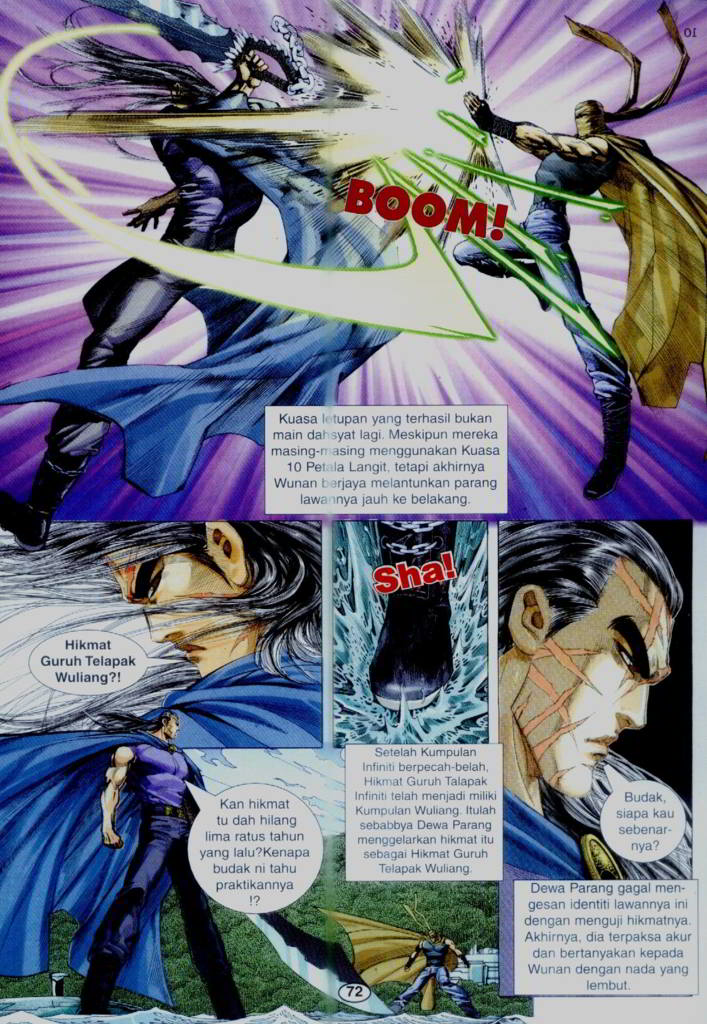 10
BOOM!
Kuasa letupan yang terhasil bukan
main dahsyat lagi. Meskipun mereka
masing-masing menggunakan Kuasa
10 Petala Langit, tetapi akhirnya
Wunan berjaya melantunkan parang
lawannya jauh ke belakang.
Hikmat
Guruh Telapak
Wuliang?!
Sha!
Kan hikmat
tu dah hilang
lima ratus tahun
yang lalu?Kenapa
budak ni tahu
praktikannya
!?
Setelah Kumpulan
Infiniti berpecah-belah,
Hikmat Guruh Talapak
Infiniti telah menjadi miliki
Kumpulan Wuliang. Itulah
sebabbya Dewa Parang
menggelarkan hikmat itu
sebagai Hikmat Guruh
Telapak Wuliang.
Budak,
siapa kau
sebenar-
nya?
Dewa Parang gagal men-
gesan identiti lawannya ini
dengan menguji hikmatnya.
Akhirnya, dia terpaksa akur
dan bertanyakan kepada
Wunan dengan nada yang
lembut.
72